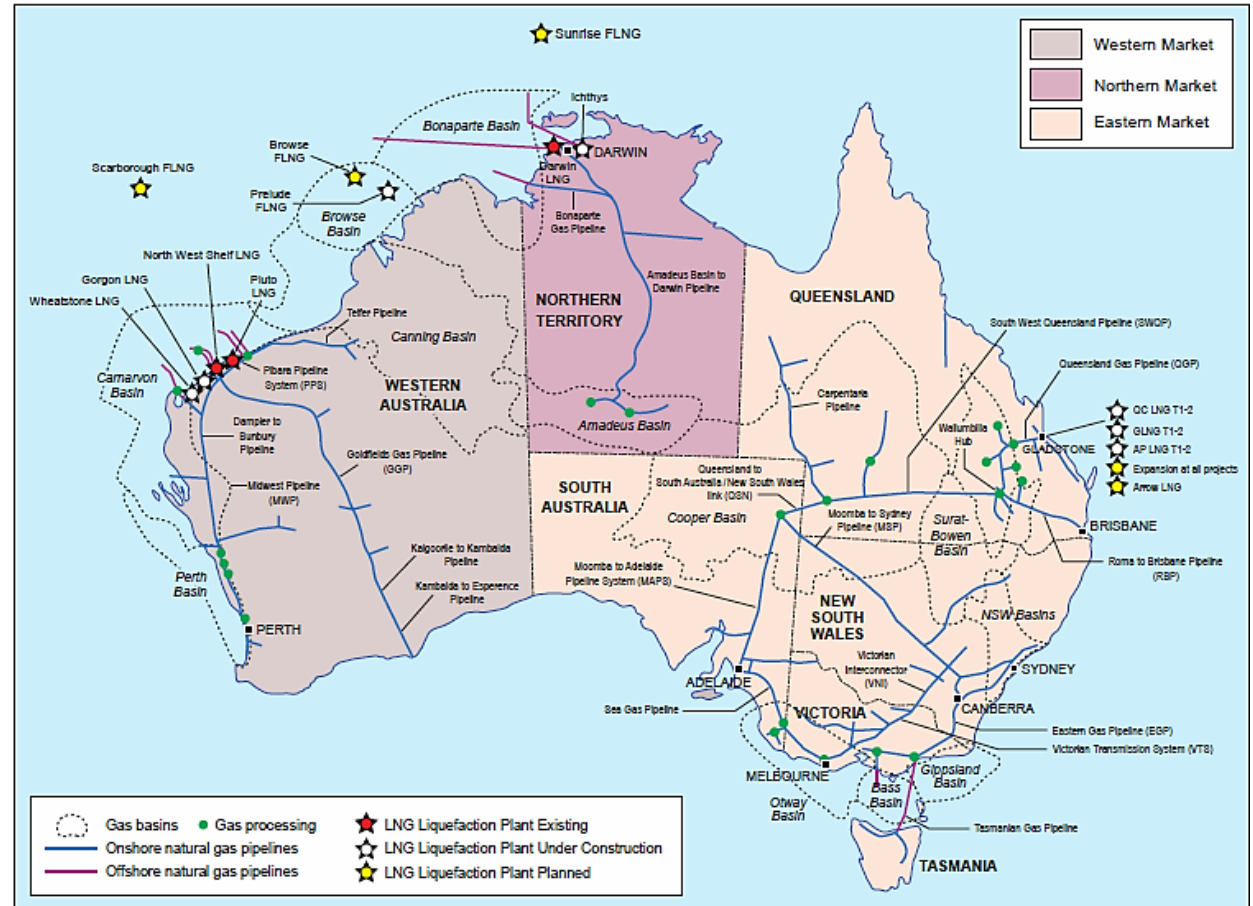 Sunrise FLNG
Western Market
Northern Market
Eastern Market
Ichthys
Bonaparte Basin
DARWIN
Darwin
LNG
Browse
FLNG
Scarborough FLNG
Prelude
FLNG
Browse
Basin
Bonaparte
Gas Pipeline
North West Shelf LNG
Gorgon LNG
Pluto
LNG
Wheatstone LNG
Amadeus Basin to
Darwin Pipeline
NORTHERN
TERRITORY
QUEENSLAND
Telfer Pipeline
Canning Basin
South West Queensland Pipeline (SWQP)
Plbara Pipeline
System (PPS)
Carnarvon
Basin
WESTERN
AUSTRALIA
Queensland Gas Pipeline (QGP)
Carpentaria
Pipeline
Amadeus Basin
Wallumbilla
Hub
QC LNG T1-2
GLNG T1-2
AP LNG T1-2
Expansion at all projects
Arrow LNG
GLADSTONE
Dampier to
Bunbury
Pipeline
Goldfields Gas Pipeline
(GGP)
Midwest Pipeline
(MWP)
SOUTH
AUSTRALIA
Queensland to
South Australia/New South Wales
link (QSN)
Cooper Basin
Moomba to Sydney
Pipeline (MSP)
Surat-
Bowen
Basin
BRISBANE
Roma to Brisbane Pipeline
(RBP)
Kalgoorlie to Kambalda
Pipeline
Kambalda to Esperence
Pipeline
Perth
Basin
PERTH
Moomba to Adelaide
Pipeline System (MAPS)
NEW
SOUTH
WALES
NSW Basins
Victorian
Interconnector
(VNI)
SYDNEY
ADELAIDE
Sea Gas Pipeline
VICTORIA
CANBERRA
Eastern Gas Pipeline (EGP)
Victorian Transmission System (VTS)
MELBOURNE
Gippsland
Basin
Bass
Basin
Otway
Basin
Tasmanian Gas Pipeline
TASMANIA
Gas basins
Gas processing
Onshore natural gas pipelines
Offshore natural gas pipelines
LNG Liquefaction Plant Existing
LNG Liquefaction Plant Under Construction
LNG Liquefaction Plant Planned